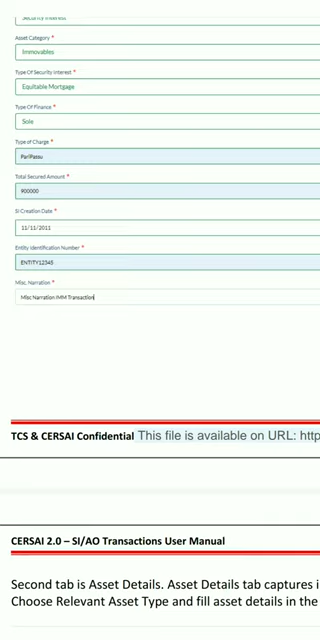 Security Interest
Asset Category *
Immovables
Type Of Security Interest *
Equitable Mortgage
Type Of Finance *
Sole
Type of Charge *
PariPassu
Total Secured Amount *
900000
SI Creation Date *
11/11/2011
Entity Identification Number *
ENTITY12345
Misc. Narration *
Misc Narration IMM Transaction
TCS & CERSAI Confidential This file is available on URL: http
CERSAI 2.0 – SI/AO Transactions User Manual
Second tab is Asset Details. Asset Details tab captures i
Choose Relevant Asset Type and fill asset details in the